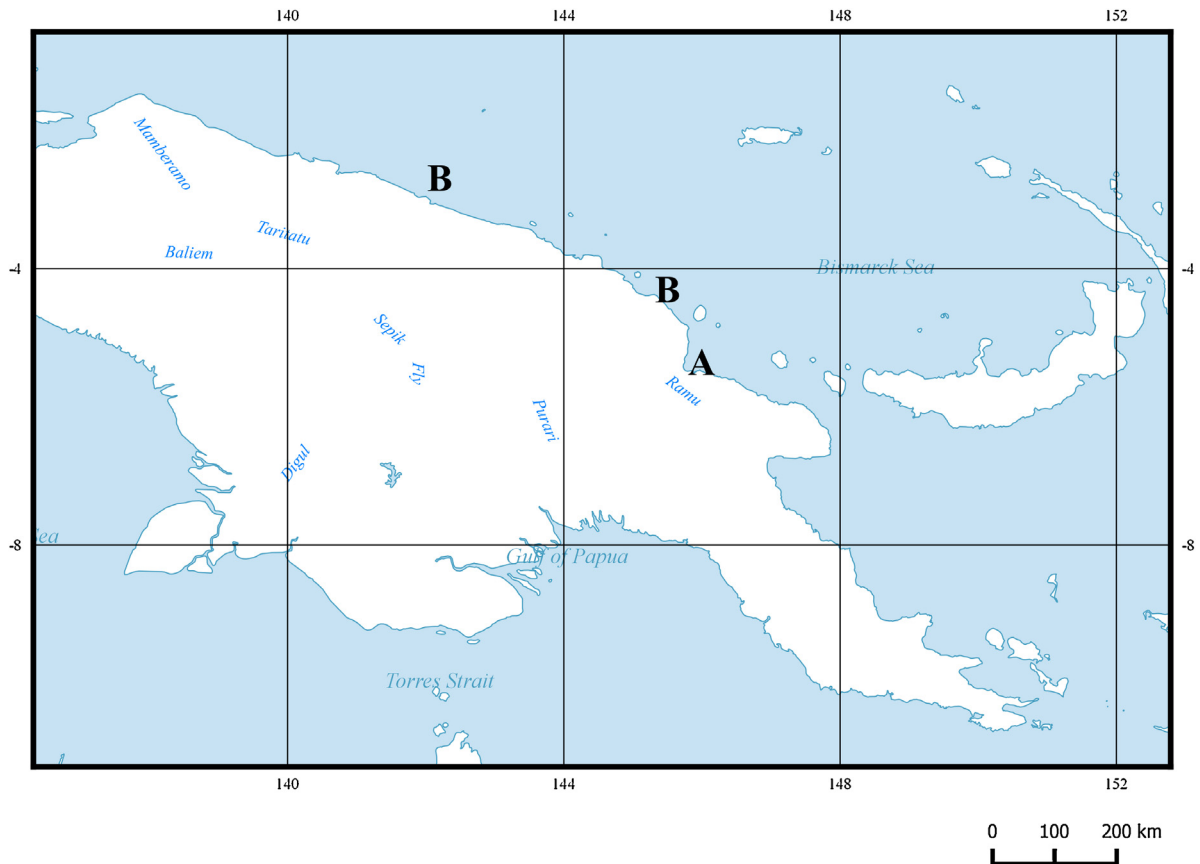 140 144 148 152
Mamberamo
B
Taritatu
Baliem
-4 -4
Bismarck Sea
B
Sepik
A
Fly
Ramu
Purari
Digul
Sea
-8 -8
Gulf of Papua
Torres Strait
140 144 148 152
0 100 200 km